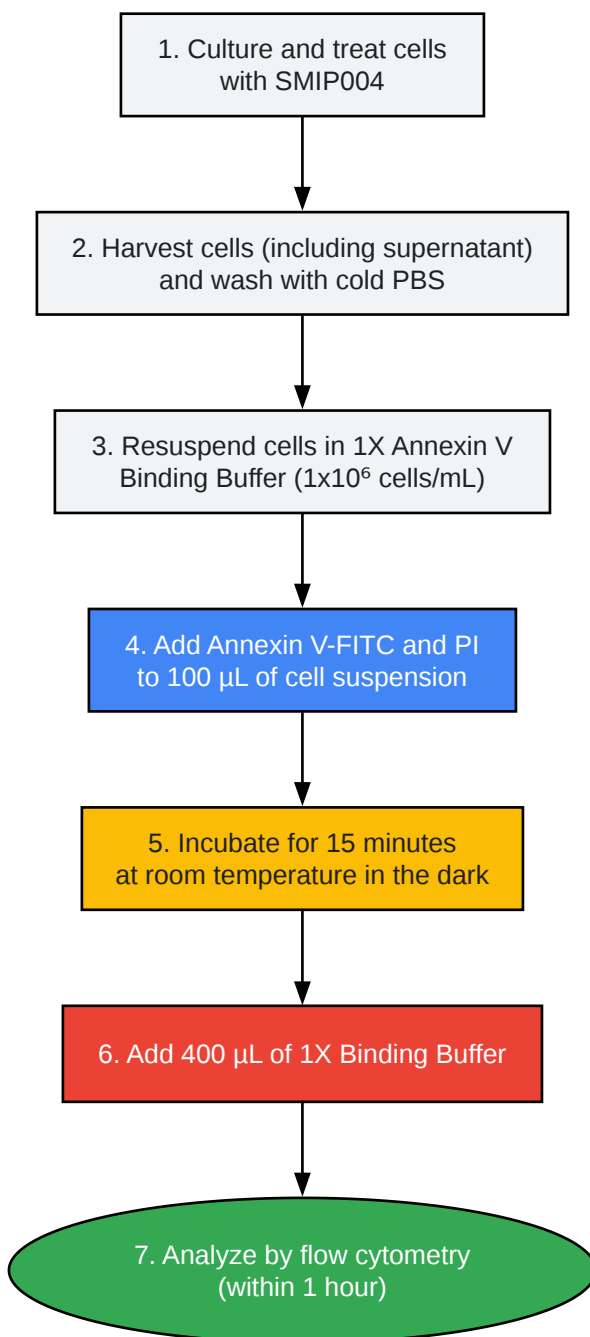 1. Culture and treat cells
with SMIP004
2. Harvest cells (including supernatant)
and wash with cold PBS
3. Resuspend cells in 1X Annexin V
Binding Buffer (1x10⁶ cells/mL)
4. Add Annexin V-FITC and PI
to 100 µL of cell suspension
5. Incubate for 15 minutes
at room temperature in the dark
6. Add 400 µL of 1X Binding Buffer
7. Analyze by flow cytometry
(within 1 hour)